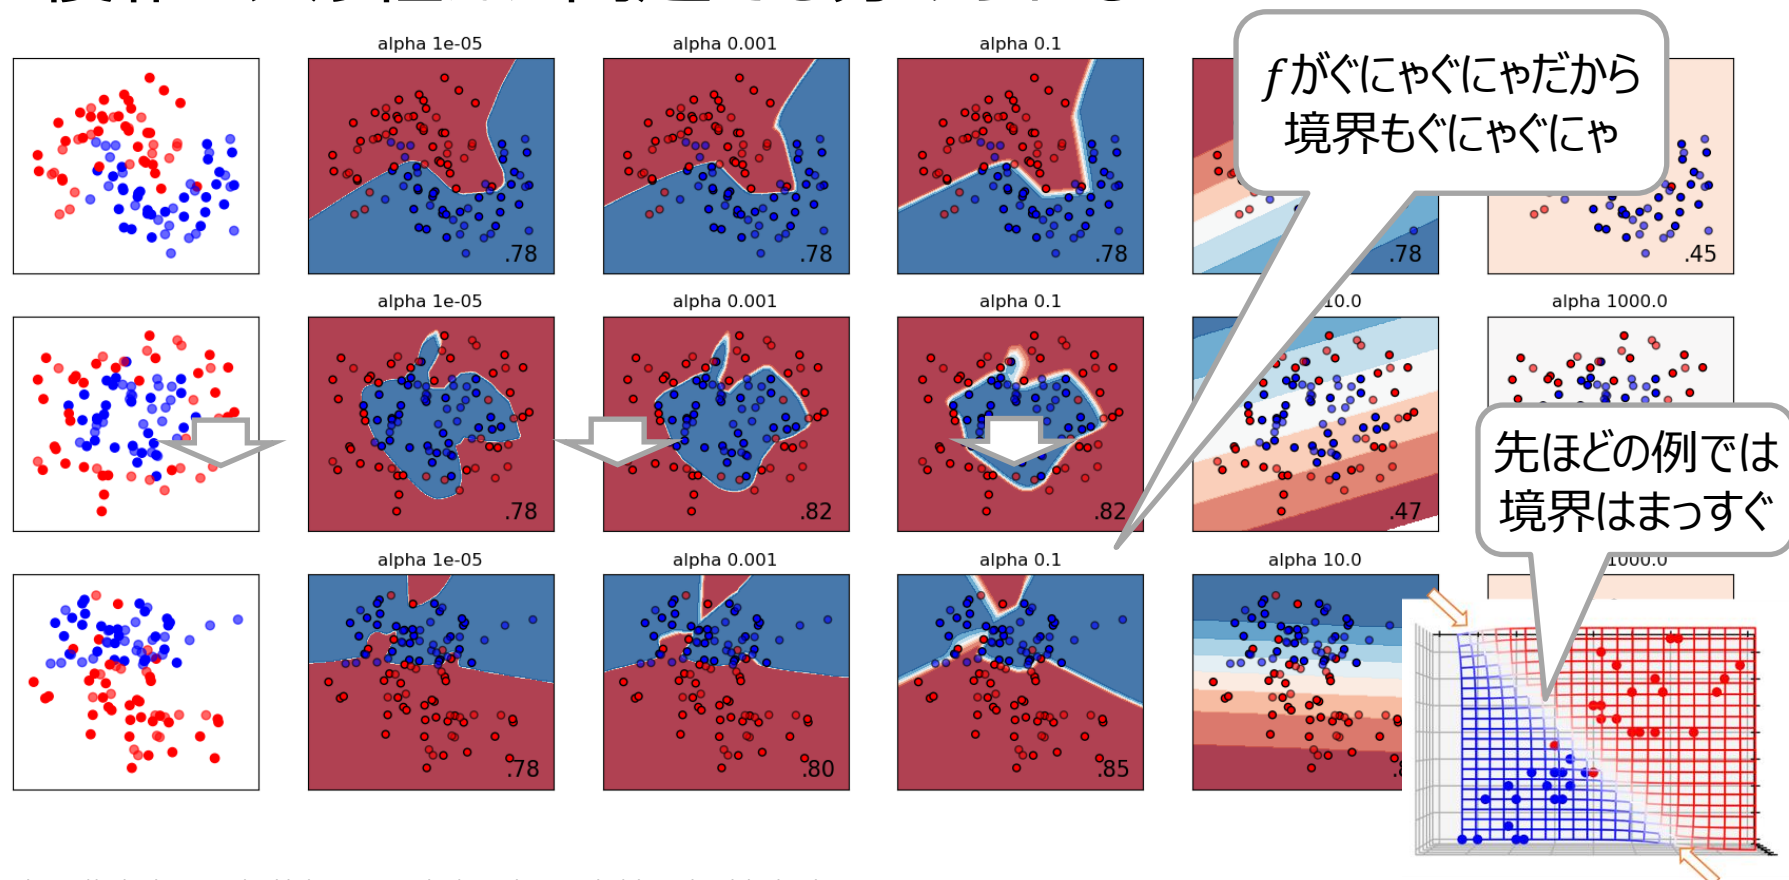 alpha 1e-05
alpha 0.001
alpha 0.1
fがぐにゃぐにゃだから
境界もぐにゃぐにゃ
.78
.78
.78
.78
.45
alpha 1e-05
alpha 0.001
alpha 0.1
10.0
alpha 1000.0
.78
.82
.82
.47
先ほどの例では
境界はまっすぐ
alpha 1e-05
alpha 0.001
alpha 0.1
alpha 10.0
1000.0
.78
.80
.85